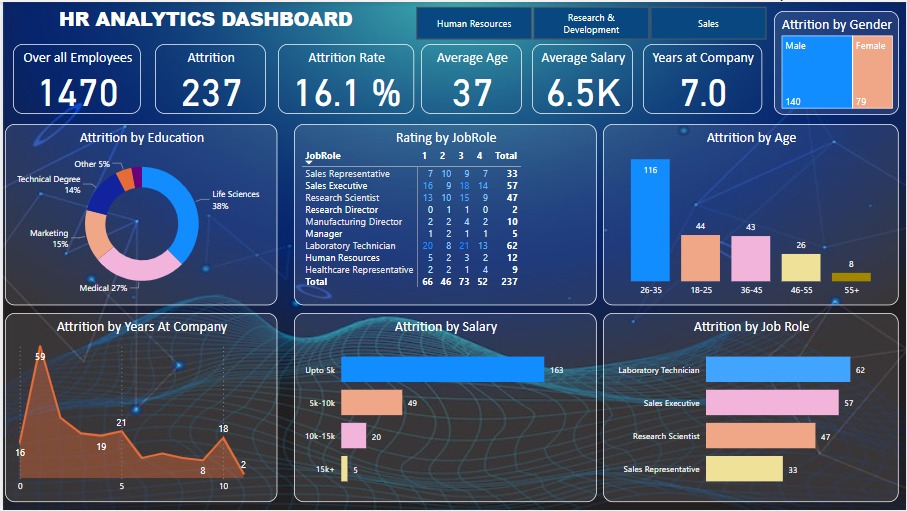 HR ANALYTICS DASHBOARD
Human Resources
Research &
Development
Sales
Attrition by Gender
Male
Female
140
79
Over all Employees
1470
Attrition
237
Attrition Rate
16.1 %
Average Age
37
Average Salary
6.5K
Years at Company
7.0
Attrition by Education
Other 5%
Technical Degree
14%
Life Sciences
38%
Marketing
15%
Medical 27%
Rating by JobRole
JobRole 1 2 3 4 Total
Sales Representative 7 10 9 7 33
Sales Executive 16 9 18 14 57
Research Scientist 13 10 15 9 47
Research Director 0 1 1 0 2
Manufacturing Director 2 2 4 2 10
Manager 1 2 1 1 5
Laboratory Technician 20 8 21 13 62
Human Resources 5 2 3 2 12
Healthcare Representative 2 2 1 4 9
Total 66 46 73 52 237
Attrition by Age
116
44
43
26
8
26-35 18-25 36-45 46-55 55+
Attrition by Years At Company
59
16
19
21
8
18
2
0 5 10
Attrition by Salary
Upto 5k 163
5k-10k 49
10k-15k 20
15k+ 5
Attrition by Job Role
Laboratory Technician 62
Sales Executive 57
Research Scientist 47
Sales Representative 33